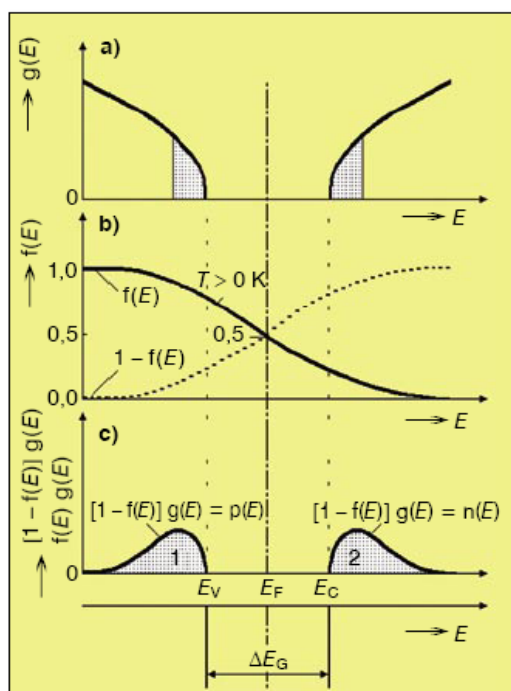 a)
g(E)
0
E
b)
f(E)
1,0
T > 0 K
f(E)
0,5
0,5
1 – f(E)
0,0
E
c)
[1 – f(E)] g(E)
f(E) g(E)
[1 – f(E)] g(E) = p(E)
[1 – f(E)] g(E) = n(E)
1
2
0
E_V
E_F
E_C
E
ΔE_G